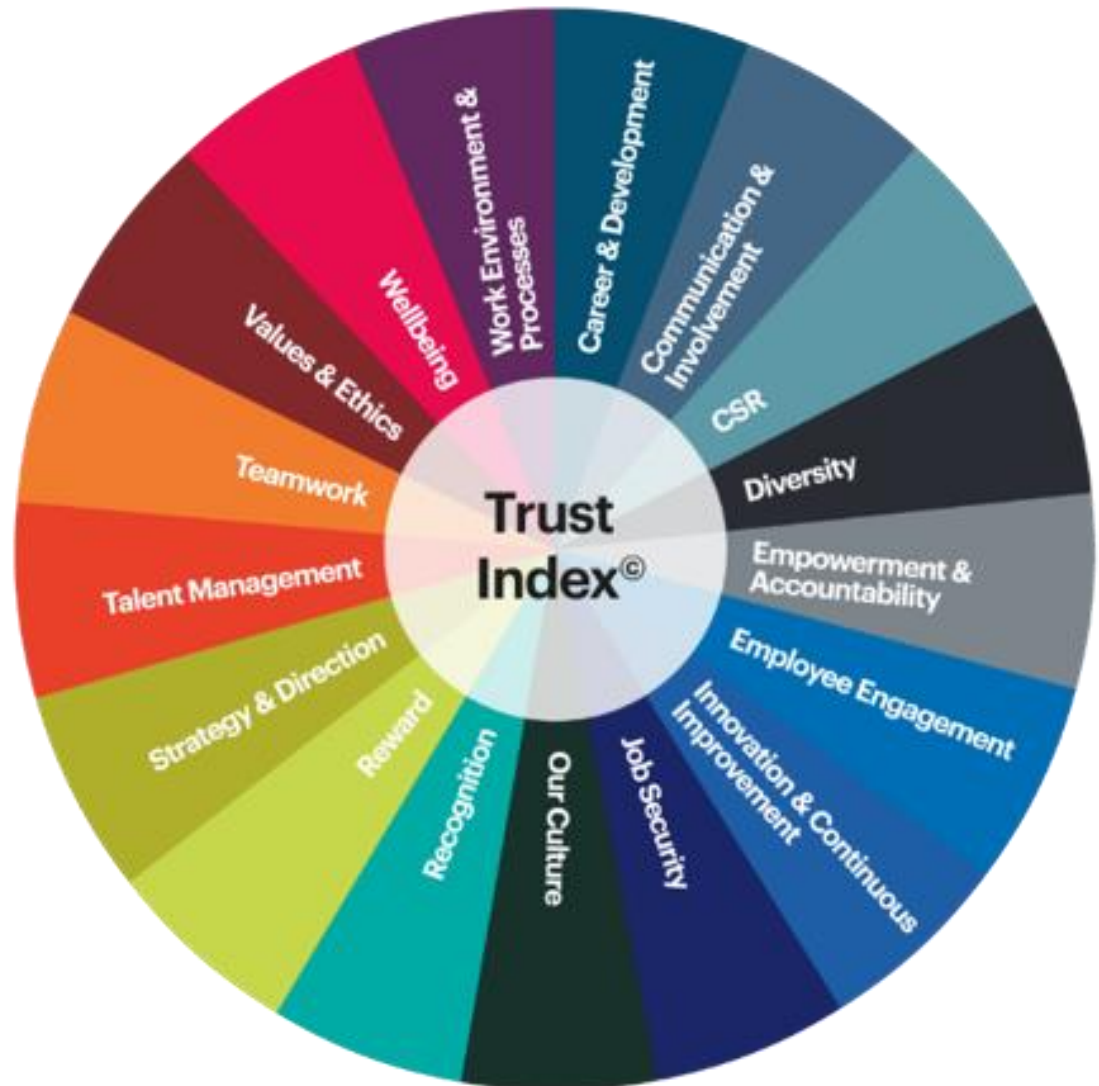 Trust
Index©
Career & Development
Communication &
Involvement
CSR
Diversity
Empowerment &
Accountability
Employee Engagement
Innovation & Continuous
Improvement
Job Security
Our Culture
Recognition
Reward
Strategy & Direction
Talent Management
Teamwork
Values & Ethics
Wellbeing
Work Environment &
Processes